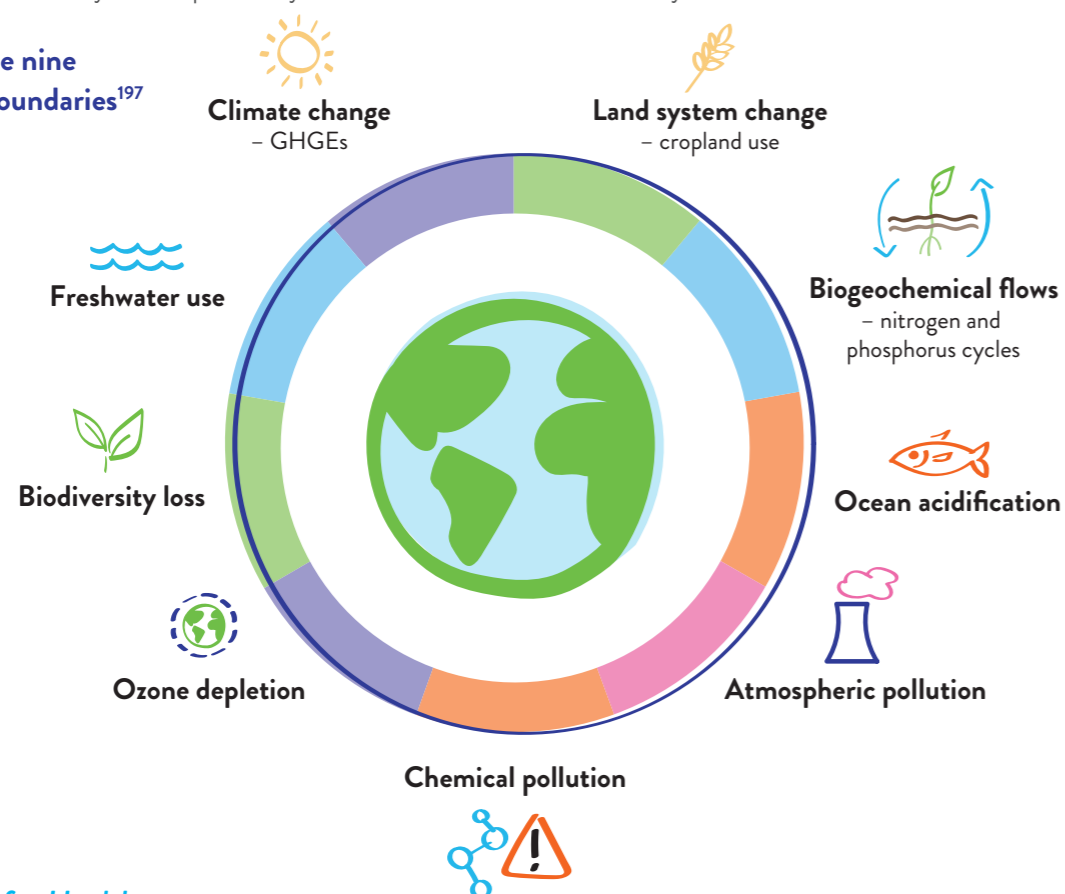 e nine
oundaries197
Climate change
– GHGEs
Land system change
– cropland use
Biogeochemical flows
– nitrogen and
phosphorus cycles
Freshwater use
Biodiversity loss
Ocean acidification
Ozone depletion
Atmospheric pollution
Chemical pollution
!